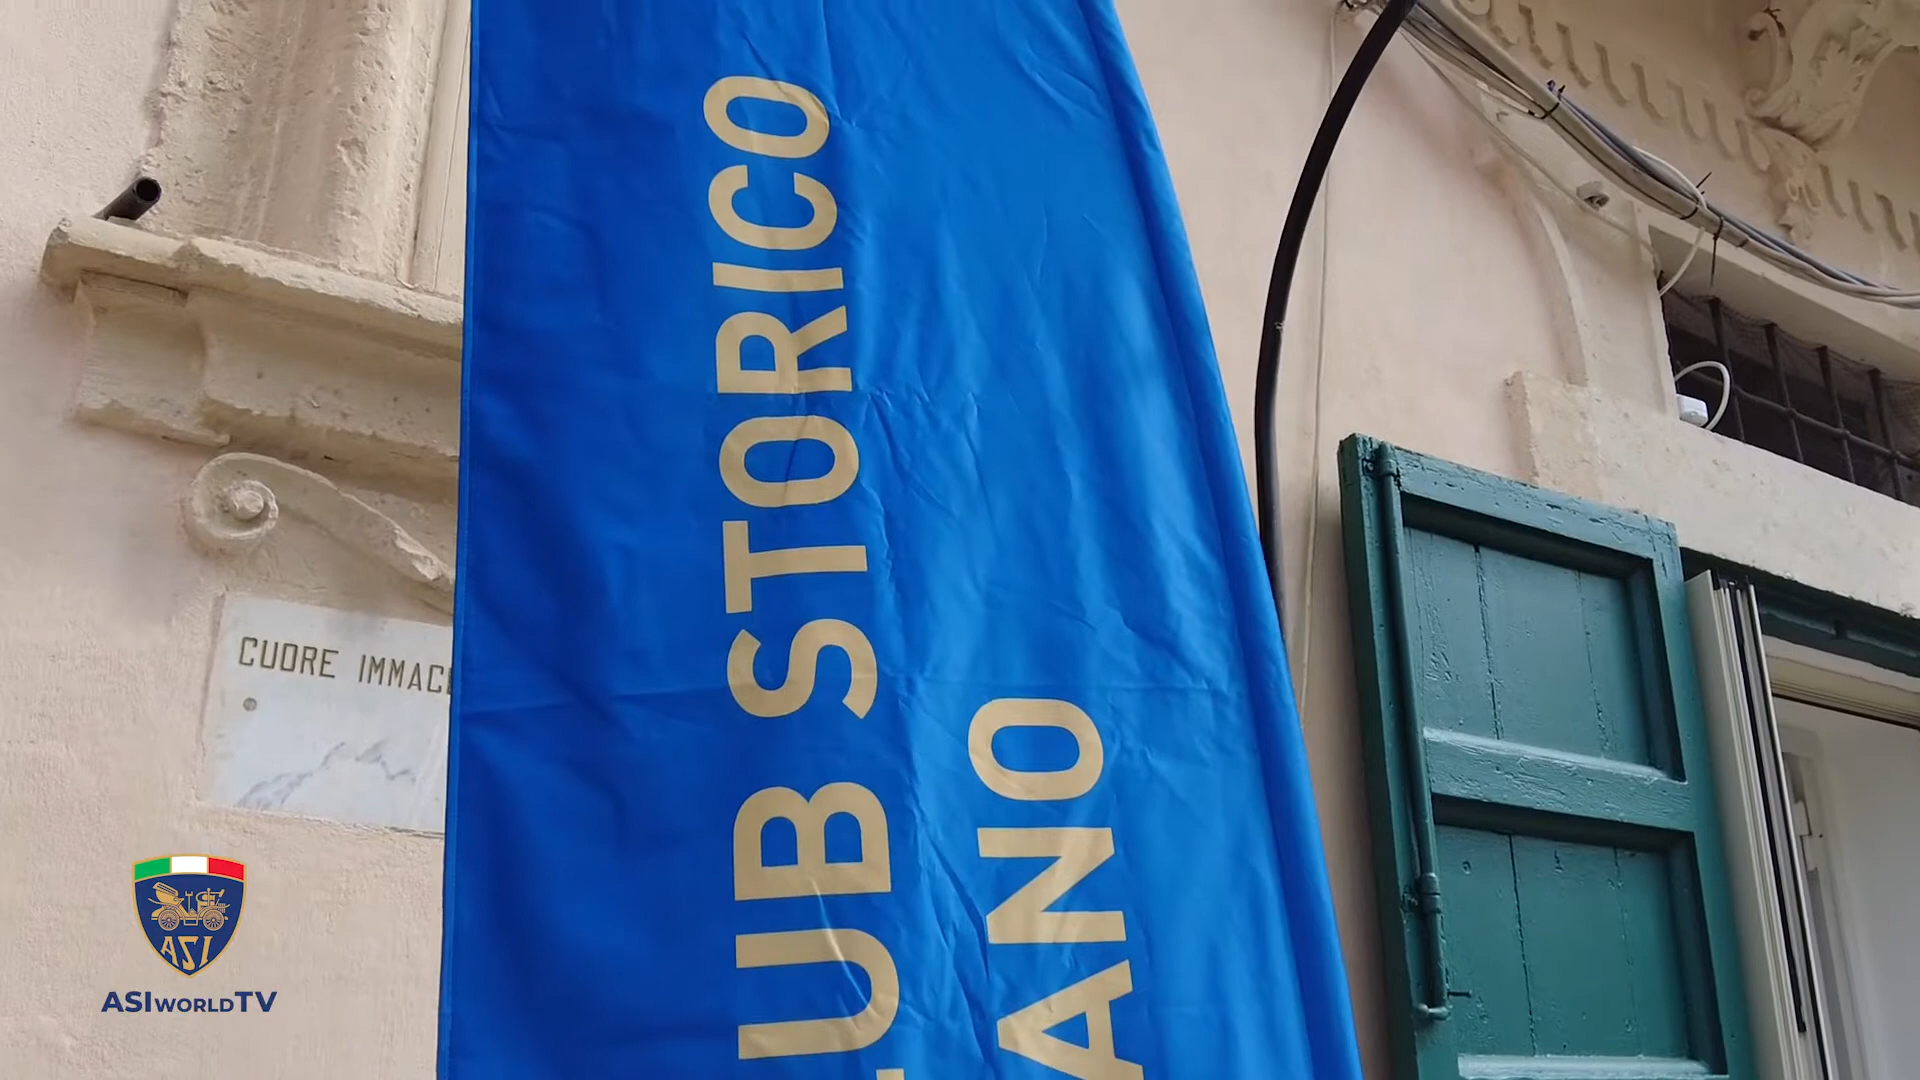 UB STORICO
ANO
CUORE IMMAC
ASI
ASIWORLDTV